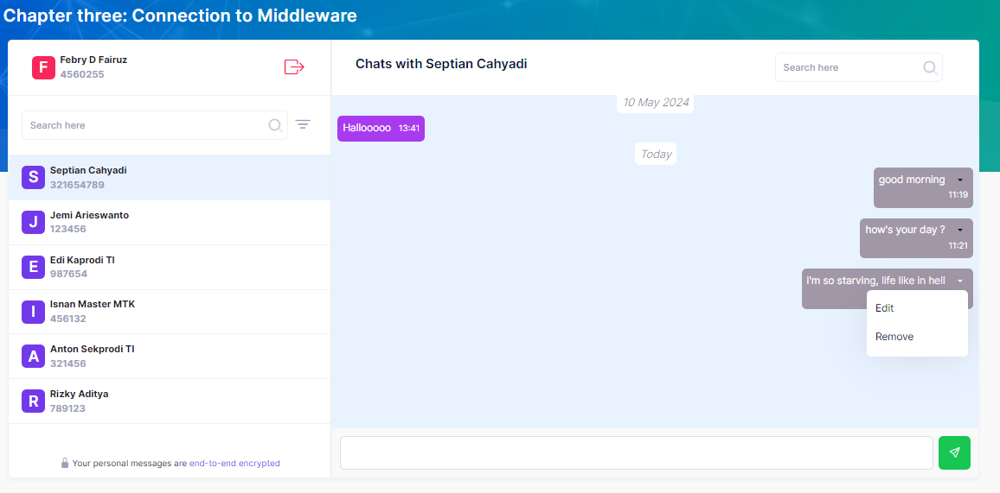 Chapter three: Connection to Middleware
F
Febry D Fairuz
4560255
Search here
S
Septian Cahyadi
321654789
J
Jemi Arieswanto
123456
E
Edi Kaprodi TI
987654
I
Isnan Master MTK
456132
A
Anton Sekprodi TI
321456
R
Rizky Aditya
789123
Your personal messages are end-to-end encrypted
Chats with Septian Cahyadi
Search here
10 May 2024
Hallooooo 13:41
Today
good morning
11:19
how's your day ?
11:21
i'm so starving, life like in hell
Edit
Remove